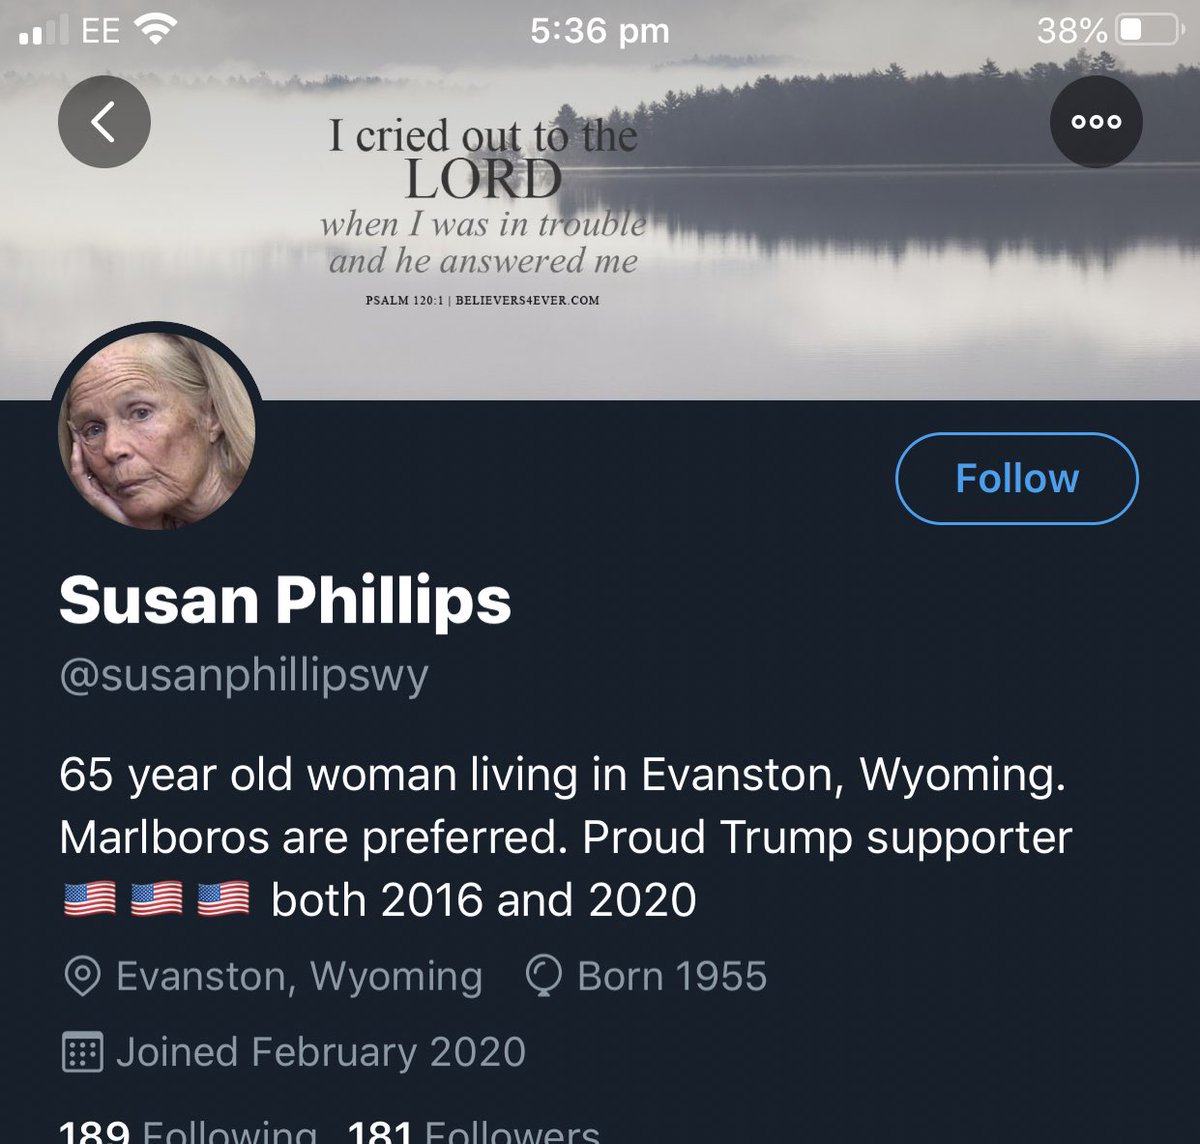 EE 5:36 pm 38%
I cried out to the
LORD
when I was in trouble
and he answered me
PSALM 120:1 | BELIEVERS4EVER.COM
Follow
Susan Phillips
@susanphillipswy
65 year old woman living in Evanston, Wyoming.
Marlboros are preferred. Proud Trump supporter
🇺🇸 🇺🇸 🇺🇸 both 2016 and 2020
Evanston, Wyoming Born 1955
Joined February 2020
189 Following 181 Followers